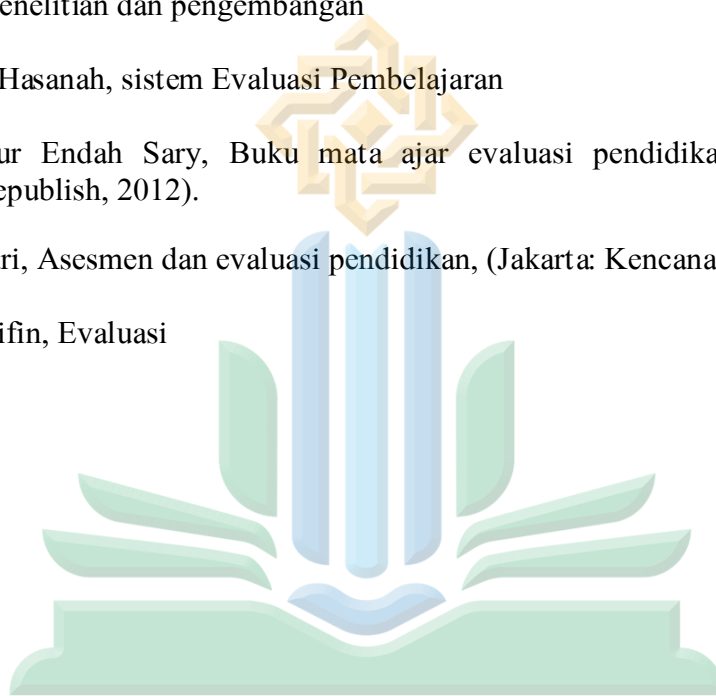 enelitian dan pengembangan
Hasanah, sistem Evaluasi Pembelajaran
ur Endah Sary, Buku mata ajar evaluasi pendidika
epublish, 2012).
ri, Asesmen dan evaluasi pendidikan, (Jakarta: Kencana
ifin, Evaluasi